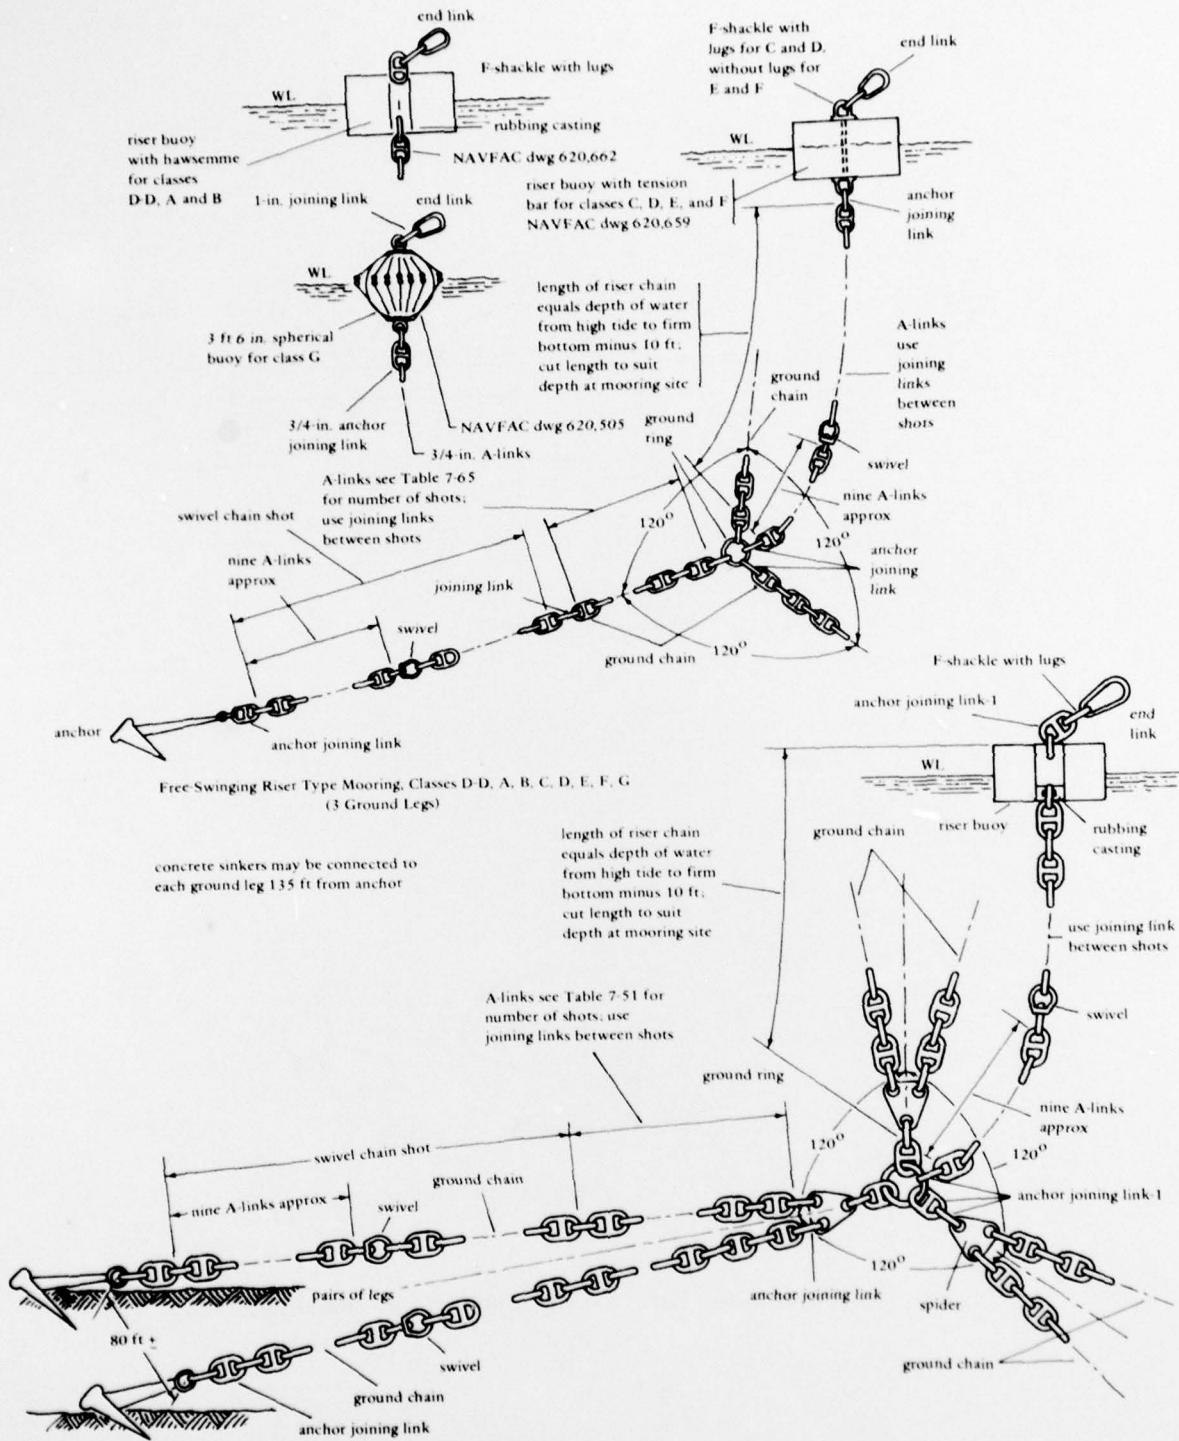 end link
F-shackle with lugs
WL
rubbing casting
riser buoy
with hawsemme
for classes
D-D, A and B
NAVFAC dwg 620,662
F-shackle with
lugs for C and D,
without lugs for
E and F
end link
WL
riser buoy with tension
bar for classes C, D, E, and F
NAVFAC dwg 620,659
anchor
joining
link
1-in. joining link
end link
WL
3 ft 6 in. spherical
buoy for class G
3/4-in. anchor
joining link
NAVFAC dwg 620,505
3/4-in. A-links
length of riser chain
equals depth of water
from high tide to firm
bottom minus 10 ft;
cut length to suit
depth at mooring site
A-links
use
joining
links
between
shots
ground
chain
ground
ring
swivel
A-links see Table 7-65
for number of shots;
use joining links
between shots
nine A-links
approx
swivel chain shot
120°
120°
anchor
joining
link
nine A-links
approx
joining link
swivel
ground chain
120°
anchor
anchor joining link
Free-Swinging Riser Type Mooring, Classes D-D, A, B, C, D, E, F, G
(3 Ground Legs)
concrete sinkers may be connected to
each ground leg 135 ft from anchor
F-shackle with lugs
anchor joining link-1
end
link
WL
riser buoy
rubbing
casting
ground chain
length of riser chain
equals depth of water
from high tide to firm
bottom minus 10 ft;
cut length to suit
depth at mooring site
use joining link
between shots
A-links see Table 7-51 for
number of shots; use
joining links between shots
swivel
ground ring
nine A-links
approx
120°
120°
swivel chain shot
ground chain
nine A-links approx
swivel
anchor joining link-1
120°
pairs of legs
anchor joining link
spider
80 ft ±
swivel
ground chain
ground chain
anchor joining link